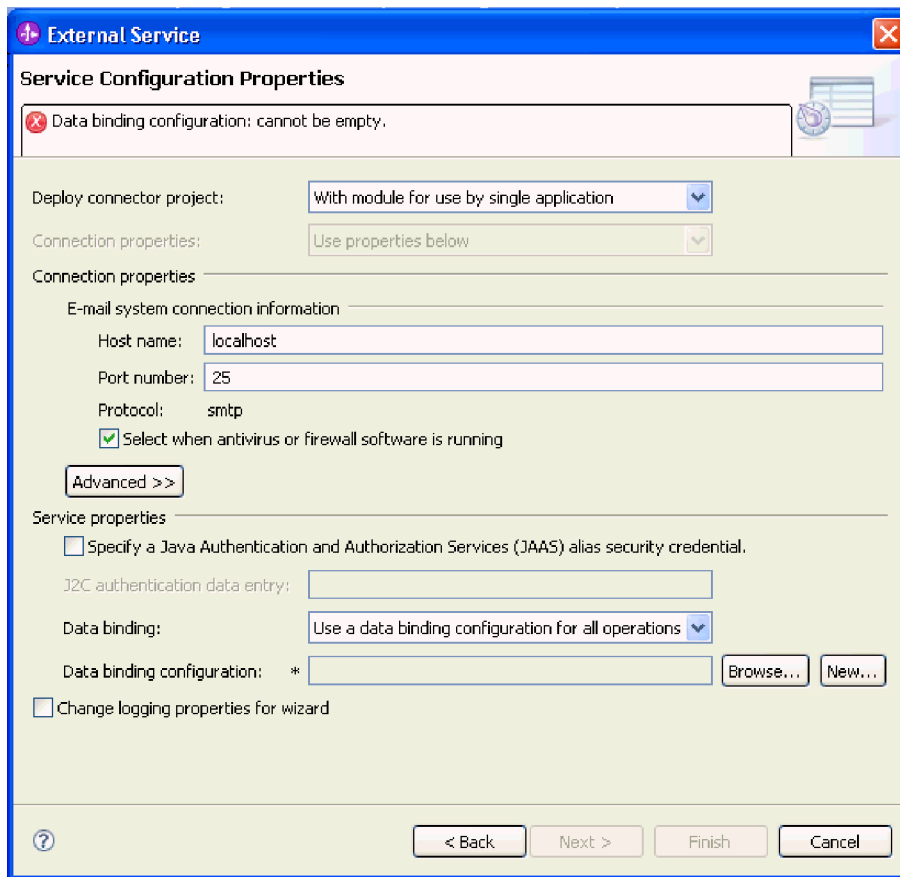 External Service
Service Configuration Properties
Data binding configuration: cannot be empty.
Deploy connector project: With module for use by single application
Connection properties: Use properties below
Connection properties
E-mail system connection information
Host name: localhost
Port number: 25
Protocol: smtp
Select when antivirus or firewall software is running
Advanced >>
Service properties
Specify a Java Authentication and Authorization Services (JAAS) alias security credential.
J2C authentication data entry:
Data binding: Use a data binding configuration for all operations
Data binding configuration: * Browse... New...
Change logging properties for wizard
? < Back Next > Finish Cancel